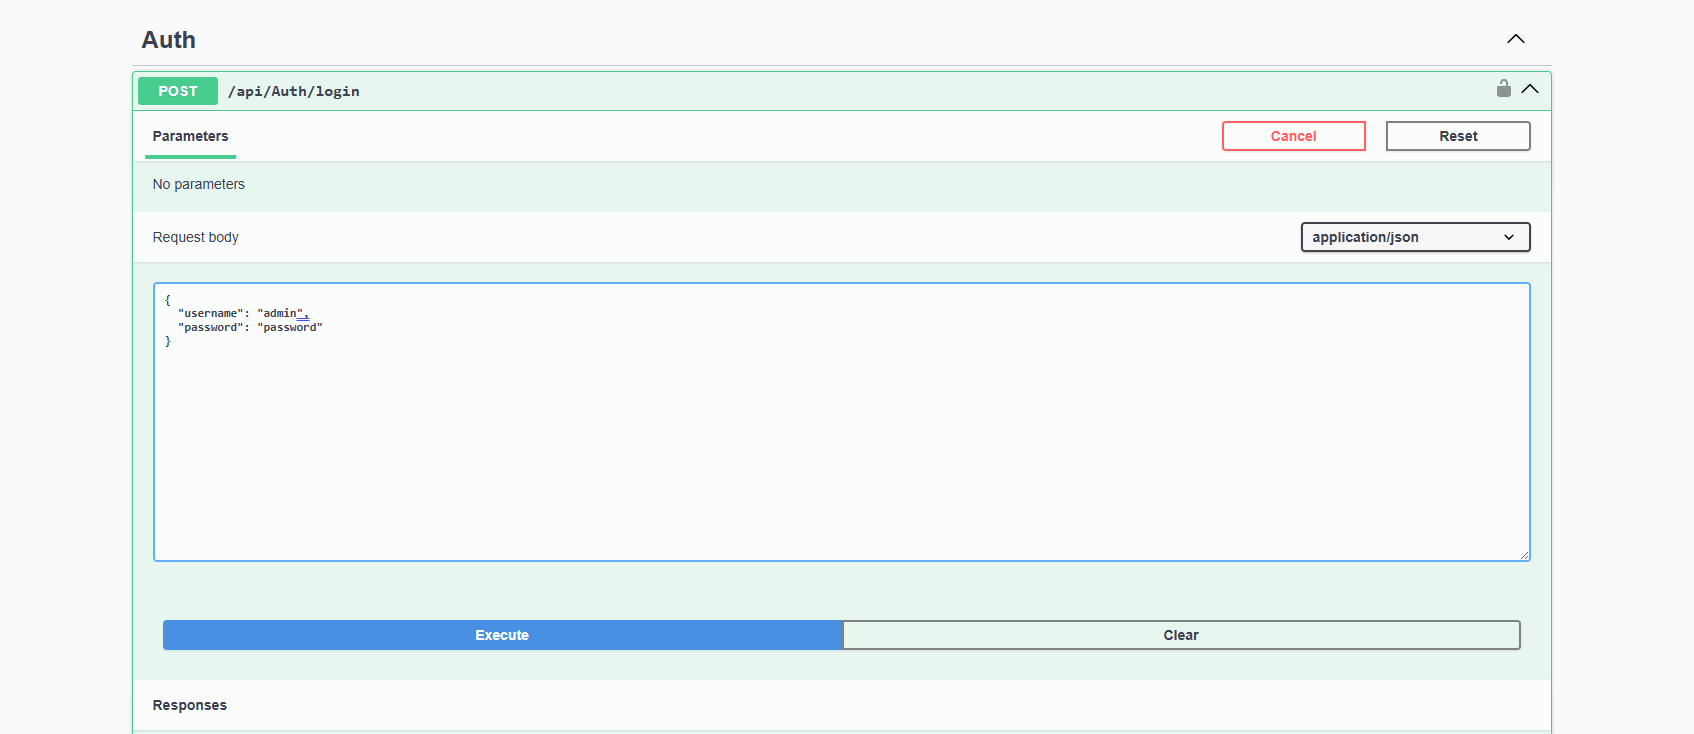 Auth
POST /api/Auth/login
Parameters Cancel Reset
No parameters
Request body application/json
{
  "username": "admin",
  "password": "password"
}
Execute Clear
Responses